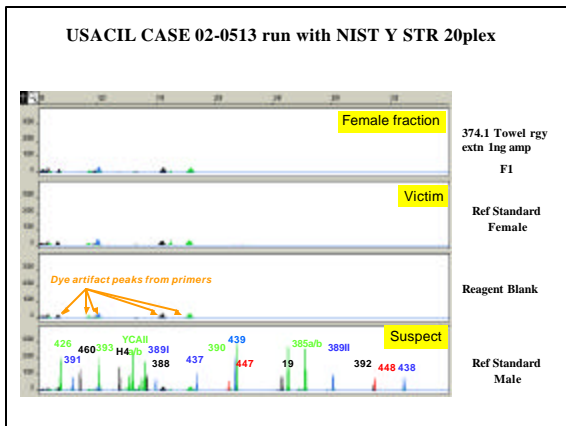 USACIL CASE 02-0513 run with NIST Y STR 20plex
Female fraction
374.1 Towel rgy
extn 1ng amp
F1
Victim
Ref Standard
Female
Dye artifact peaks from primers
Reagent Blank
Suspect
Ref Standard
Male
426
391
460
393
H4
YCAII
a/b
389I
388
437
390
439
447
19
385a/b
389II
392
448
438